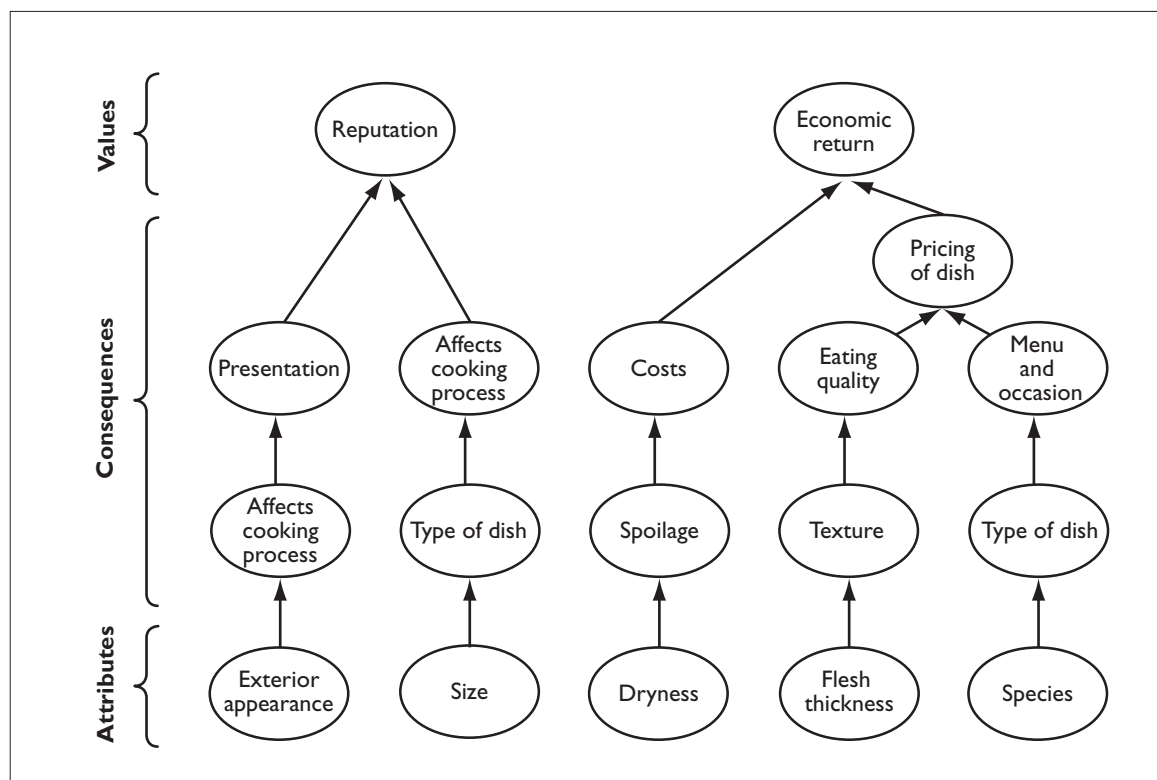 Values
Reputation
Economic
return
Consequences
Pricing
of dish
Presentation
Affects
cooking
process
Costs
Eating
quality
Menu
and
occasion
Affects
cooking
process
Type of dish
Spoilage
Texture
Type of dish
Attributes
Exterior
appearance
Size
Dryness
Flesh
thickness
Species